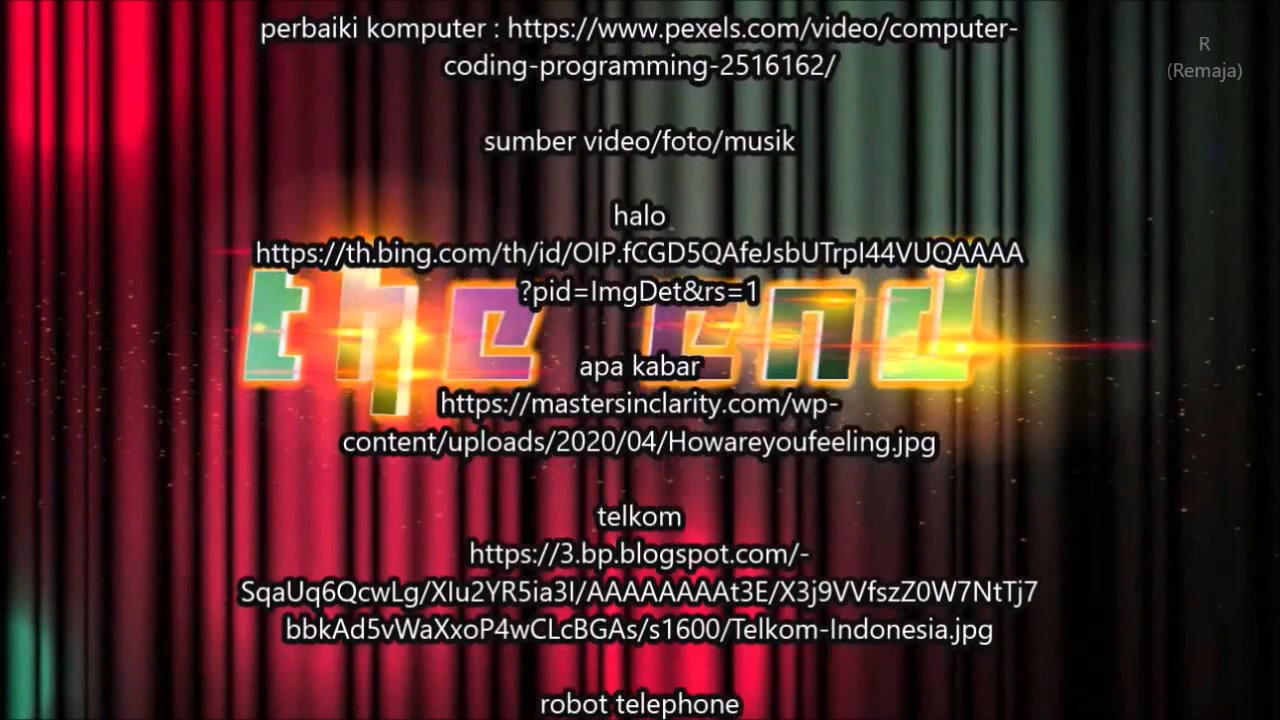 perbaiki komputer : https://www.pexels.com/video/computer-
coding-programming-2516162/
R
(Remaja)
sumber video/foto/musik
halo
https://th.bing.com/th/id/OIP.fCGD5QAfeJsbUTrpI44VUQAAAA
?pid=ImgDet&rs=1
the end
apa kabar
https://mastersinclarity.com/wp-
content/uploads/2020/04/Howareyoufeeling.jpg
telkom
https://3.bp.blogspot.com/-
SqaUq6QcwLg/XIu2YR5ia3I/AAAAAAAAt3E/X3j9VVfszZ0W7NtTj7
bbkAd5vWaXxoP4wCLcBGAs/s1600/Telkom-Indonesia.jpg
robot telephone